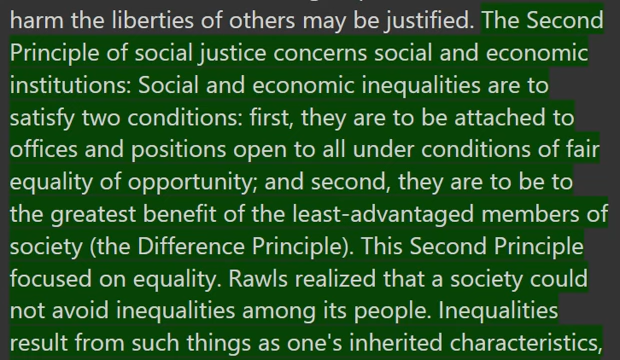 harm the liberties of others may be justified. The Second
Principle of social justice concerns social and economic
institutions: Social and economic inequalities are to
satisfy two conditions: first, they are to be attached to
offices and positions open to all under conditions of fair
equality of opportunity; and second, they are to be to
the greatest benefit of the least-advantaged members of
society (the Difference Principle). This Second Principle
focused on equality. Rawls realized that a society could
not avoid inequalities among its people. Inequalities
result from such things as one's inherited characteristics,